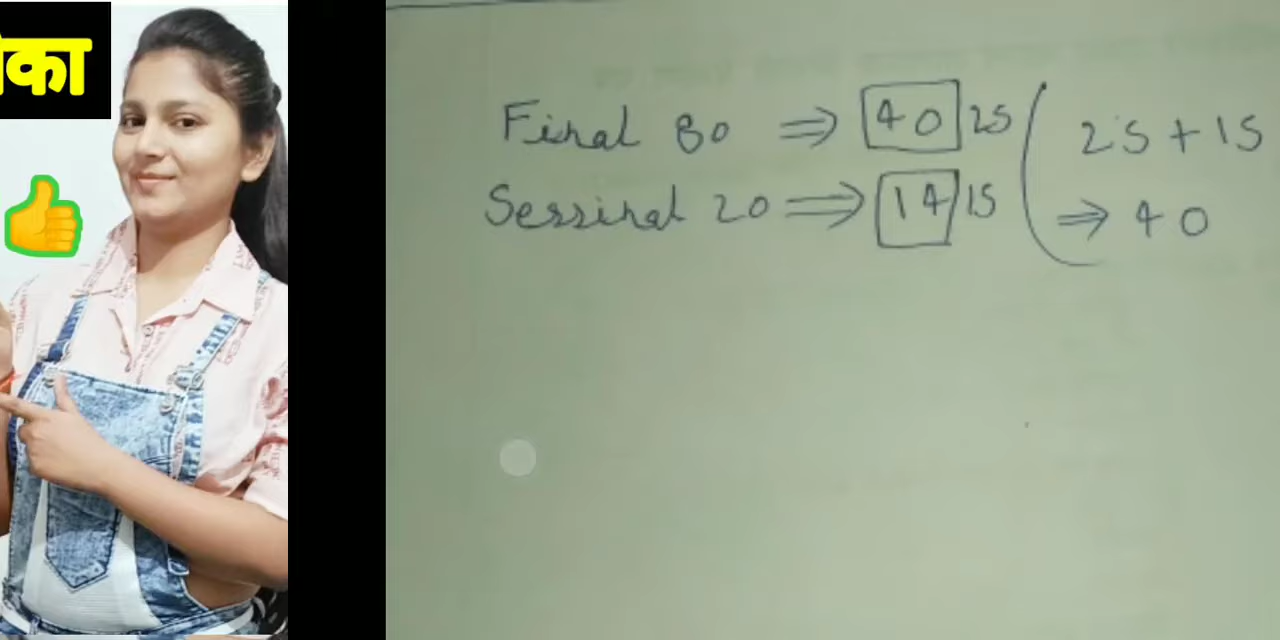 का
Final 80 ⇒ 40 25 ( 25 + 15
Sessinal 20 ⇒ 14 15 ⇒ 40